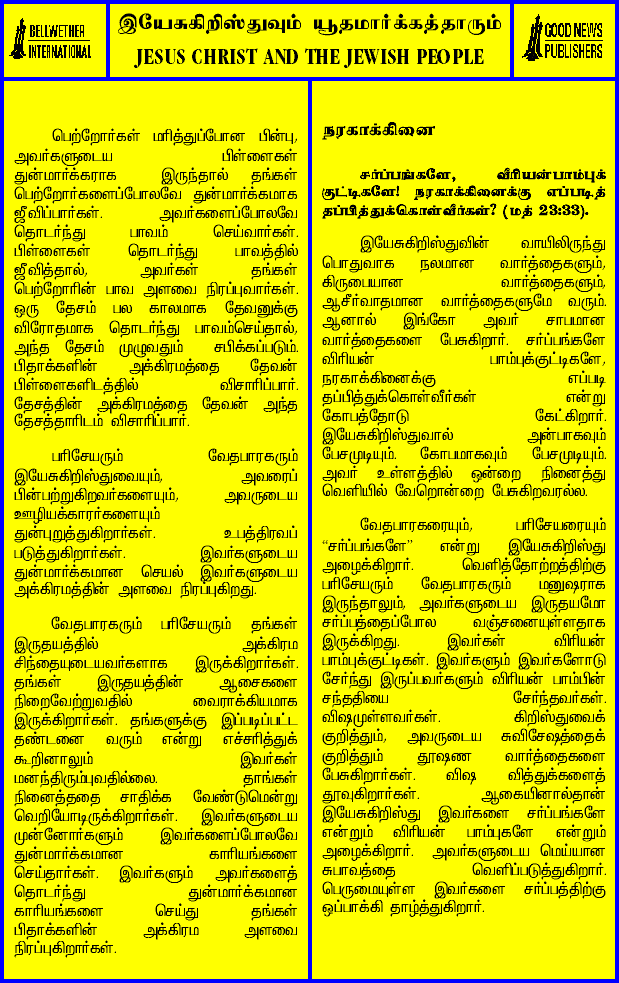 BELLWETHER
INTERNATIONAL
இயேசுகிறிஸ்துவும் யூதமார்க்கத்தாரும்
JESUS CHRIST AND THE JEWISH PEOPLE
GOOD NEWS
PUBLISHERS
பெற்றோர்கள் மரித்துப்போன பின்பு,
அவர்களுடைய பிள்ளைகள்
துன்மார்க்கராக இருந்தால் தங்கள்
பெற்றோர்களைப்போலவே துன்மார்க்கமாக
ஜீவிப்பார்கள். அவர்களைப்போலவே
தொடர்ந்து பாவம் செய்வார்கள்.
பிள்ளைகள் தொடர்ந்து பாவத்தில்
ஜீவித்தால், அவர்கள் தங்கள்
பெற்றோரின் பாவ அளவை நிரப்புவார்கள்.
ஒரு தேசம் பல காலமாக தேவனுக்கு
விரோதமாக தொடர்ந்து பாவம்செய்தால்,
அந்த தேசம் முழுவதும் சபிக்கப்படும்.
பிதாக்களின் அக்கிரமத்தை தேவன்
பிள்ளைகளிடத்தில் விசாரிப்பார்.
தேசத்தின் அக்கிரமத்தை தேவன் அந்த
தேசத்தாரிடம் விசாரிப்பார்.
பரிசேயரும் வேதபாரகரும்
இயேசுகிறிஸ்துவையும், அவரைப்
பின்பற்றுகிறவர்களையும், அவருடைய
ஊழியக்காரர்களையும்
துன்புறுத்துகிறார்கள். உபத்திரவப்
படுத்துகிறார்கள். இவர்களுடைய
துன்மார்க்கமான செயல் இவர்களுடைய
அக்கிரமத்தின் அளவை நிரப்புகிறது.
வேதபாரகரும் பரிசேயரும் தங்கள்
இருதயத்தில் அக்கிரம
சிந்தையுடையவர்களாக இருக்கிறார்கள்.
தங்கள் இருதயத்தின் ஆசைகளை
நிறைவேற்றுவதில் வைராக்கியமாக
இருக்கிறார்கள். தங்களுக்கு இப்படிப்பட்ட
தண்டனை வரும் என்று எச்சரித்துக்
கூறினாலும் இவர்கள்
மனந்திரும்புவதில்லை. தாங்கள்
நினைத்ததை சாதிக்க வேண்டுமென்று
வெறியோடிருக்கிறார்கள். இவர்களுடைய
முன்னோர்களும் இவர்களைப்போலவே
துன்மார்க்கமான காரியங்களை
செய்தார்கள். இவர்களும் அவர்களைத்
தொடர்ந்து துன்மார்க்கமான
காரியங்களை செய்து தங்கள்
பிதாக்களின் அக்கிரம அளவை
நிரப்புகிறார்கள்.
நரகாக்கினை
சர்ப்பங்களே, விரியன்பாம்புக்
குட்டிகளே! நரகாக்கினைக்கு எப்படித்
தப்பித்துக்கொள்வீர்கள்? (மத் 23:33).
இயேசுகிறிஸ்துவின் வாயிலிருந்து
பொதுவாக நலமான வார்த்தைகளும்,
கிருபையான வார்த்தைகளும்,
ஆசீர்வாதமான வார்த்தைகளுமே வரும்.
ஆனால் இங்கோ அவர் சாபமான
வார்த்தைகளை பேசுகிறார். சர்ப்பங்களே
விரியன் பாம்புக்குட்டிகளே,
நரகாக்கினைக்கு எப்படி
தப்பித்துக்கொள்வீர்கள் என்று
கோபத்தோடு கேட்கிறார்.
இயேசுகிறிஸ்துவால் அன்பாகவும்
பேசமுடியும். கோபமாகவும் பேசமுடியும்.
அவர் உள்ளத்தில் ஒன்றை நினைத்து
வெளியில் வேறொன்றை பேசுகிறவரல்ல.
வேதபாரகரையும், பரிசேயரையும்
“சர்ப்பங்களே” என்று இயேசுகிறிஸ்து
அழைக்கிறார். வெளித்தோற்றத்திற்கு
பரிசேயரும் வேதபாரகரும் மனுஷராக
இருந்தாலும், அவர்களுடைய இருதயமோ
சர்ப்பத்தைப்போல வஞ்சனையுள்ளதாக
இருக்கிறது. இவர்கள் விரியன்
பாம்புக்குட்டிகள். இவர்களும் இவர்களோடு
சேர்ந்து இருப்பவர்களும் விரியன் பாம்பின்
சந்ததியை சேர்ந்தவர்கள்.
விஷமுள்ளவர்கள். கிறிஸ்துவைக்
குறித்தும், அவருடைய சுவிசேஷத்தைக்
குறித்தும் தூஷண வார்த்தைகளை
பேசுகிறார்கள். விஷ வித்துக்களைத்
தூவுகிறார்கள். ஆகையினால்தான்
இயேசுகிறிஸ்து இவர்களை சர்ப்பங்களே
என்றும் விரியன் பாம்புகளே என்றும்
அழைக்கிறார். அவர்களுடைய மெய்யான
சுபாவத்தை வெளிப்படுத்துகிறார்.
பெருமையுள்ள இவர்களை சர்ப்பத்திற்கு
ஒப்பாக்கி தாழ்த்துகிறார்.